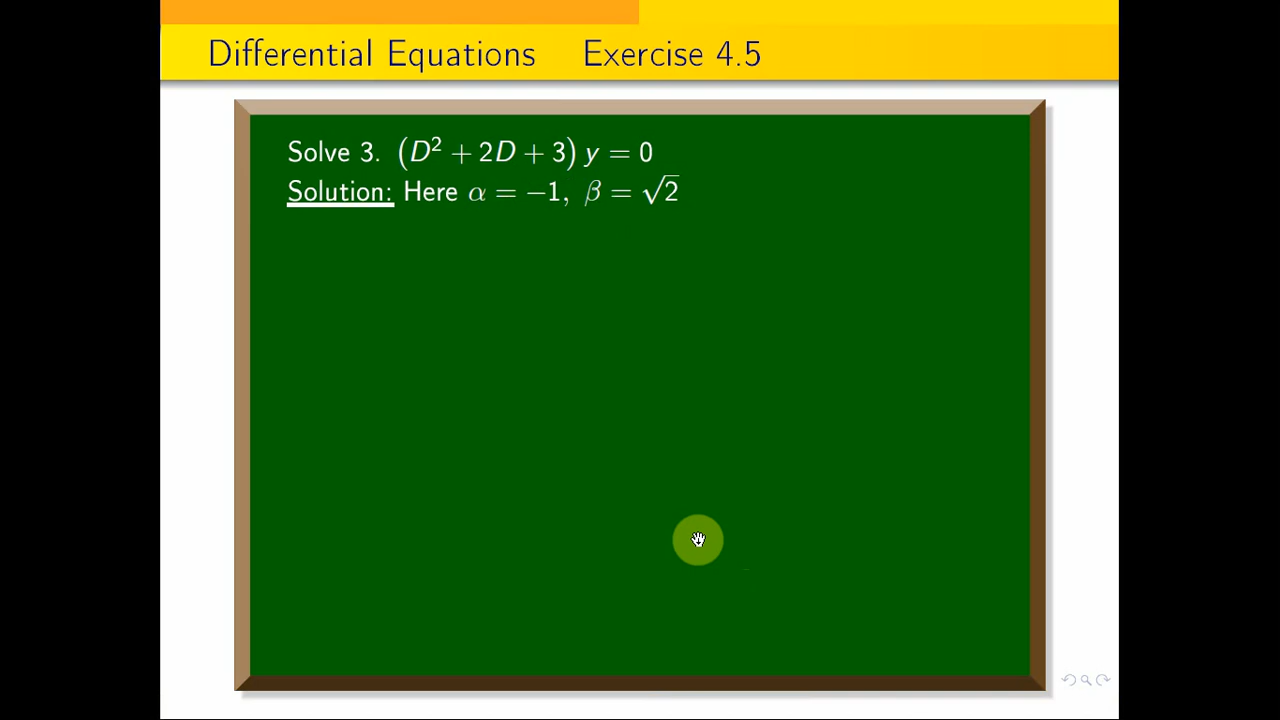 Differential Equations Exercise 4.5
Solve 3. (D² + 2D + 3) y = 0
Solution: Here α = −1, β = √2